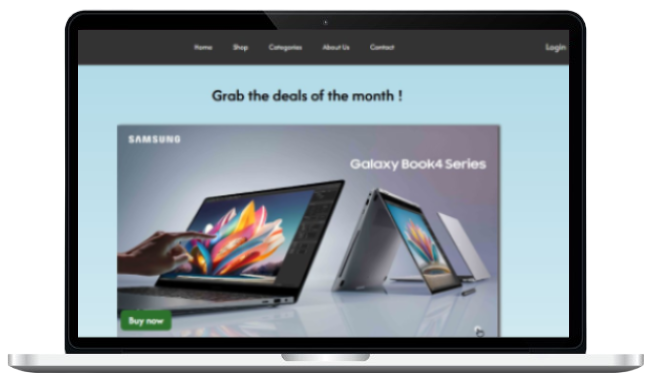 Home Shop Categories About Us Contact Login
Grab the deals of the month !
SAMSUNG
Galaxy Book4 Series
Buy now